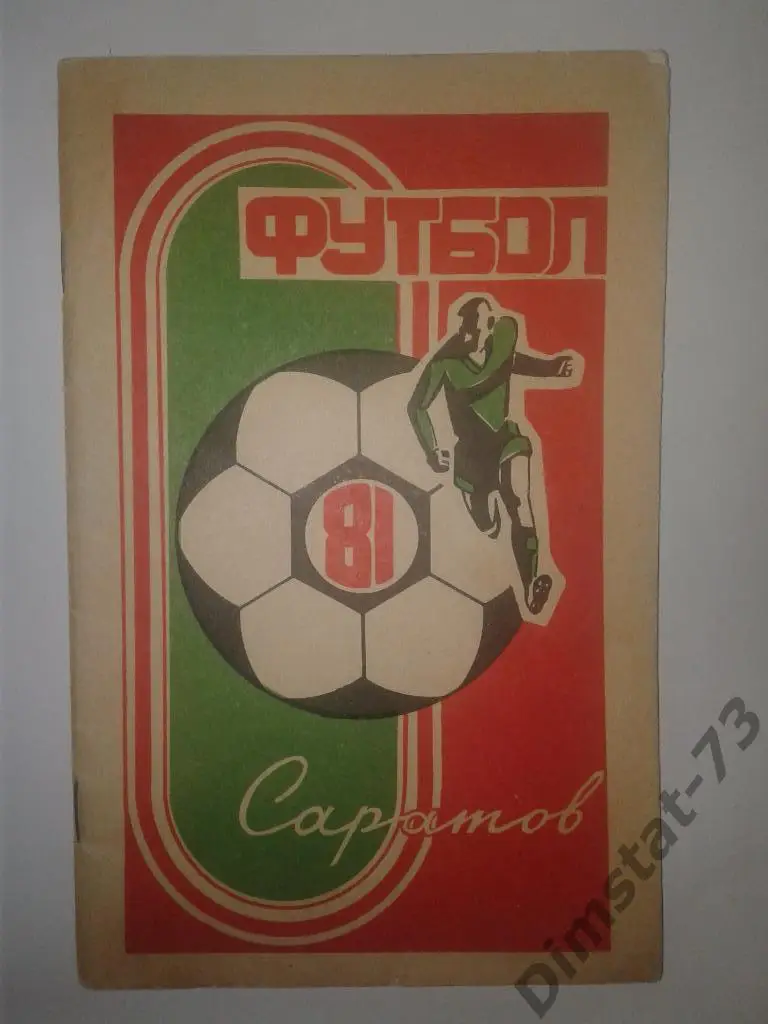 ФУТБОЛ
81
Саратов
Dimstat-73